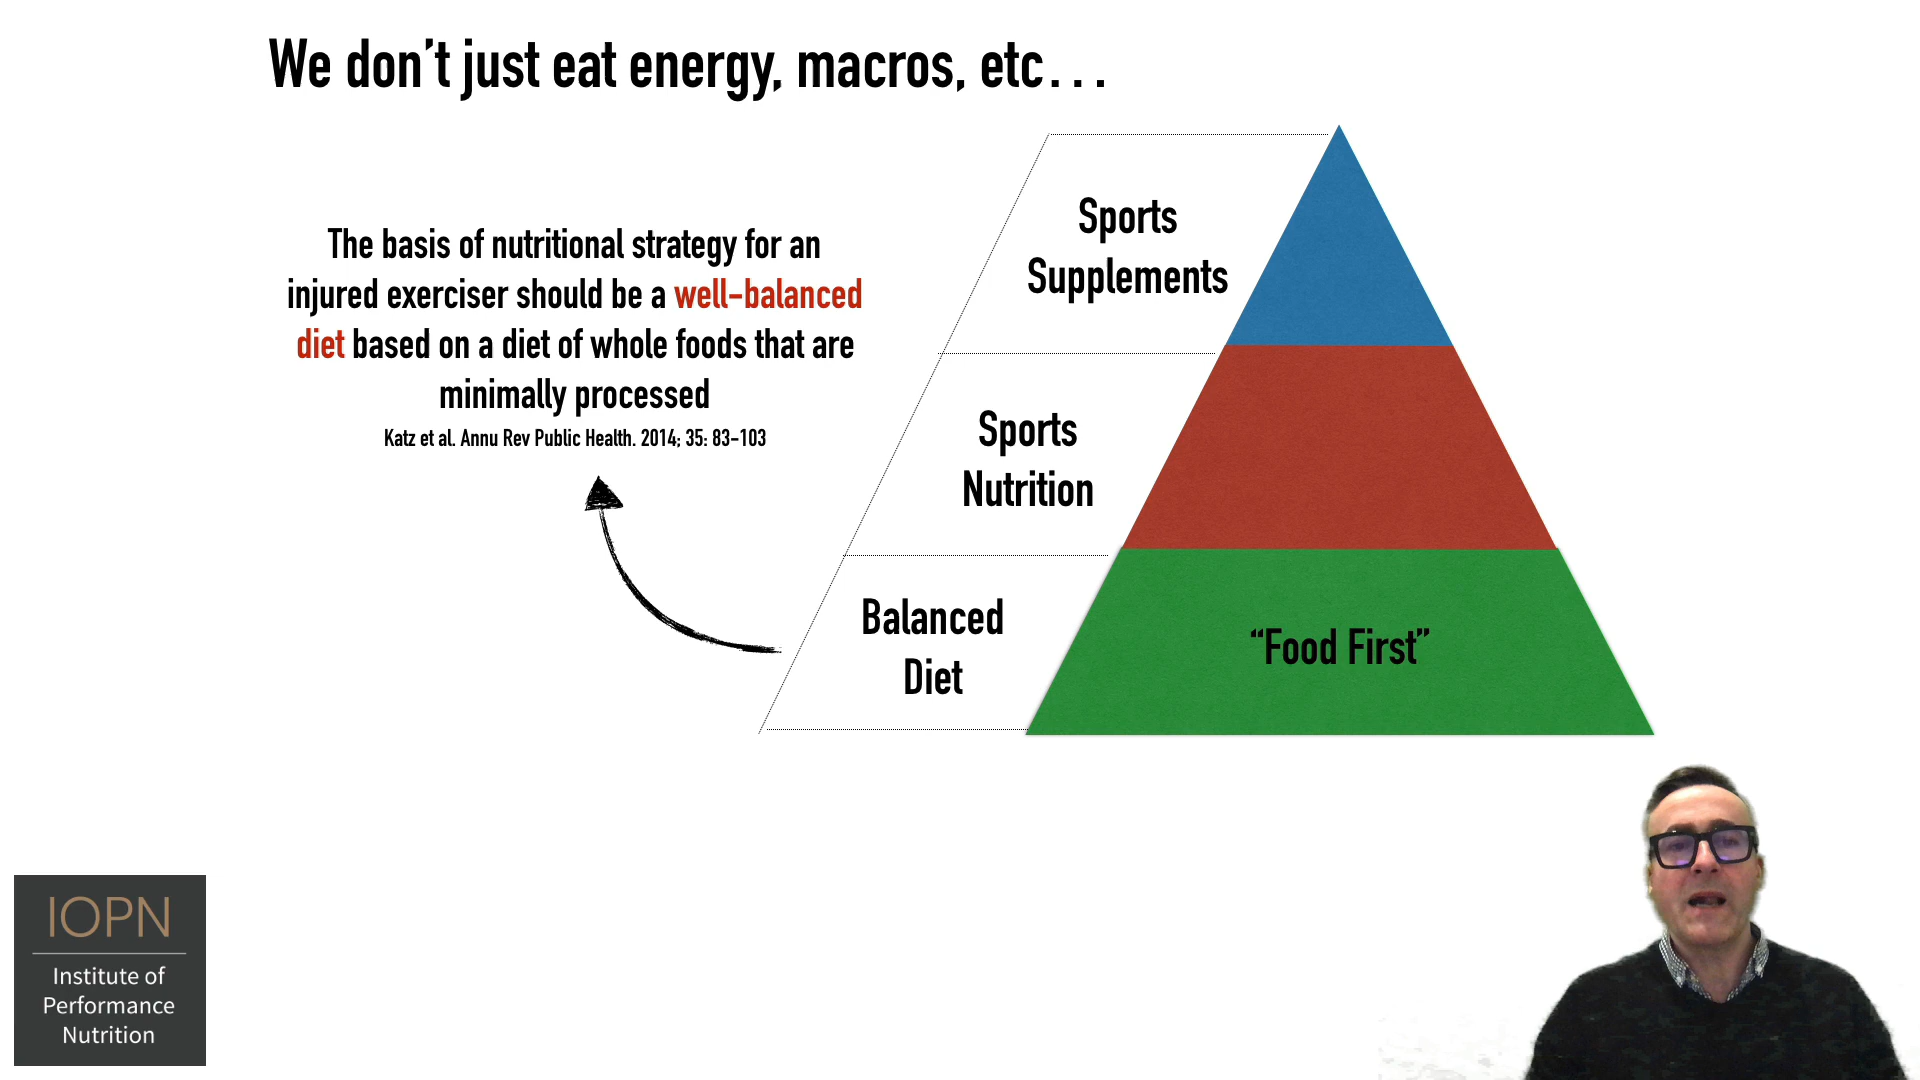 We don’t just eat energy, macros, etc…
The basis of nutritional strategy for an
injured exerciser should be a well-balanced
diet based on a diet of whole foods that are
minimally processed
Katz et al. Annu Rev Public Health. 2014; 35: 83-103
Sports
Supplements
Sports
Nutrition
Balanced
Diet
“Food First”
IOPN
Institute of
Performance
Nutrition